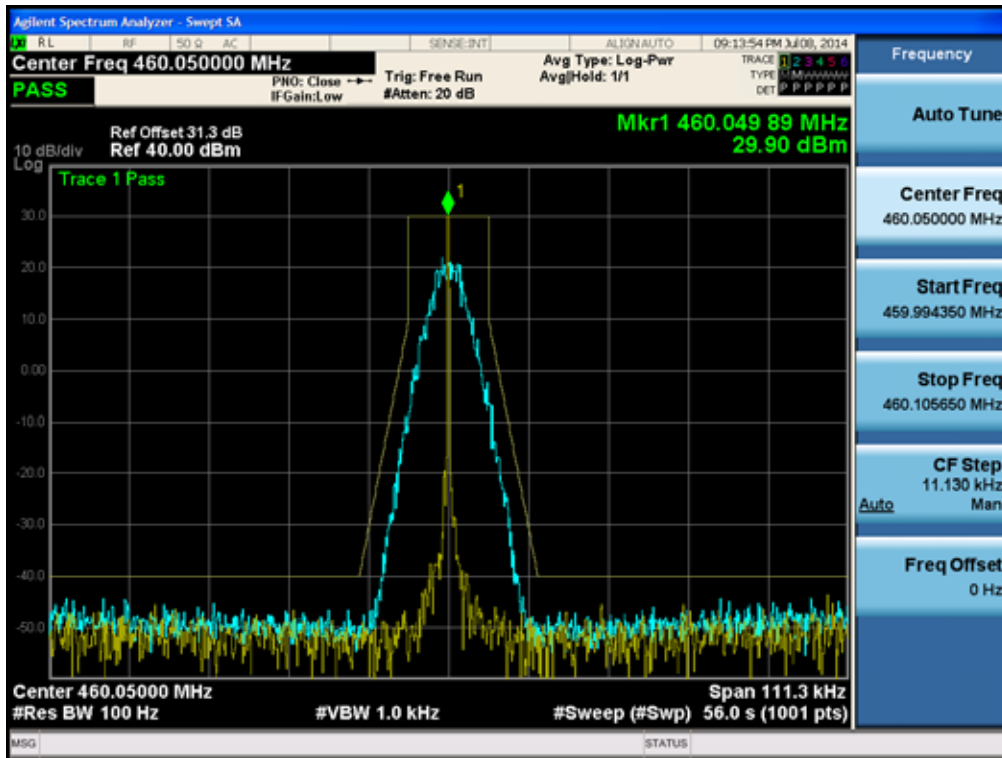 Agilent Spectrum Analyzer - Swept SA
RL RF 50 Ω AC SENSE:INT ALIGNAUTO 09:13:54 PM Jul 08, 2014
Center Freq 460.050000 MHz
Avg Type: Log-Pwr
TRACE 1 2 3 4 5 6
PASS
PNO: Close
Trig: Free Run
Avg|Hold: 1/1
TYPE
IFGain:Low
#Atten: 20 dB
DET P P P P P P
Mkr1 460.049 89 MHz
29.90 dBm
Ref Offset 31.3 dB
10 dB/div Ref 40.00 dBm
Log
Trace 1 Pass
1
30.0
20.0
10.0
0.00
-10.0
-20.0
-30.0
-40.0
-50.0
Center 460.05000 MHz Span 111.3 kHz
#Res BW 100 Hz #VBW 1.0 kHz #Sweep (#Swp) 56.0 s (1001 pts)
MSG STATUS
Frequency
Auto Tune
Center Freq
460.050000 MHz
Start Freq
459.994350 MHz
Stop Freq
460.105650 MHz
CF Step
11.130 kHz
Auto Man
Freq Offset
0 Hz